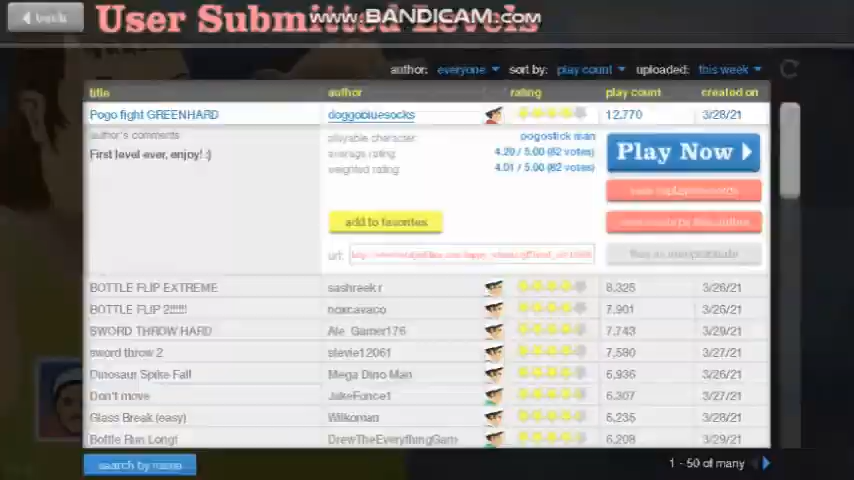 back
User Submitted Levels
www.BANDICAM.com
author: everyone sort by: play count uploaded: this week
title author rating play count created on
Pogo fight GREENHARD doggobluesocks 12,770 3/28/21
author's comments
First level ever, enjoy! :)
playable character: pogostick man
average rating: 4.20 / 5.00 (82 votes)
weighted rating: 4.01 / 5.00 (82 votes)
Play Now
add to favorites
url:
BOTTLE FLIP EXTREME sashreek r 8,325 3/26/21
BOTTLE FLIP 2!!!!!! noxcavaco 7,901 3/26/21
SWORD THROW HARD Ale_Gamer176 7,743 3/29/21
sword throw 2 stevie12061 7,580 3/27/21
Dinosaur Spike Fall Mega Dino Man 6,936 3/26/21
Don't move JakeFunce1 6,307 3/27/21
Glass Break (easy) Wilkoman 6,235 3/28/21
Bottle Run Long! DrewTheEverythingGam 6,208 3/29/21
search by name
1 - 50 of many